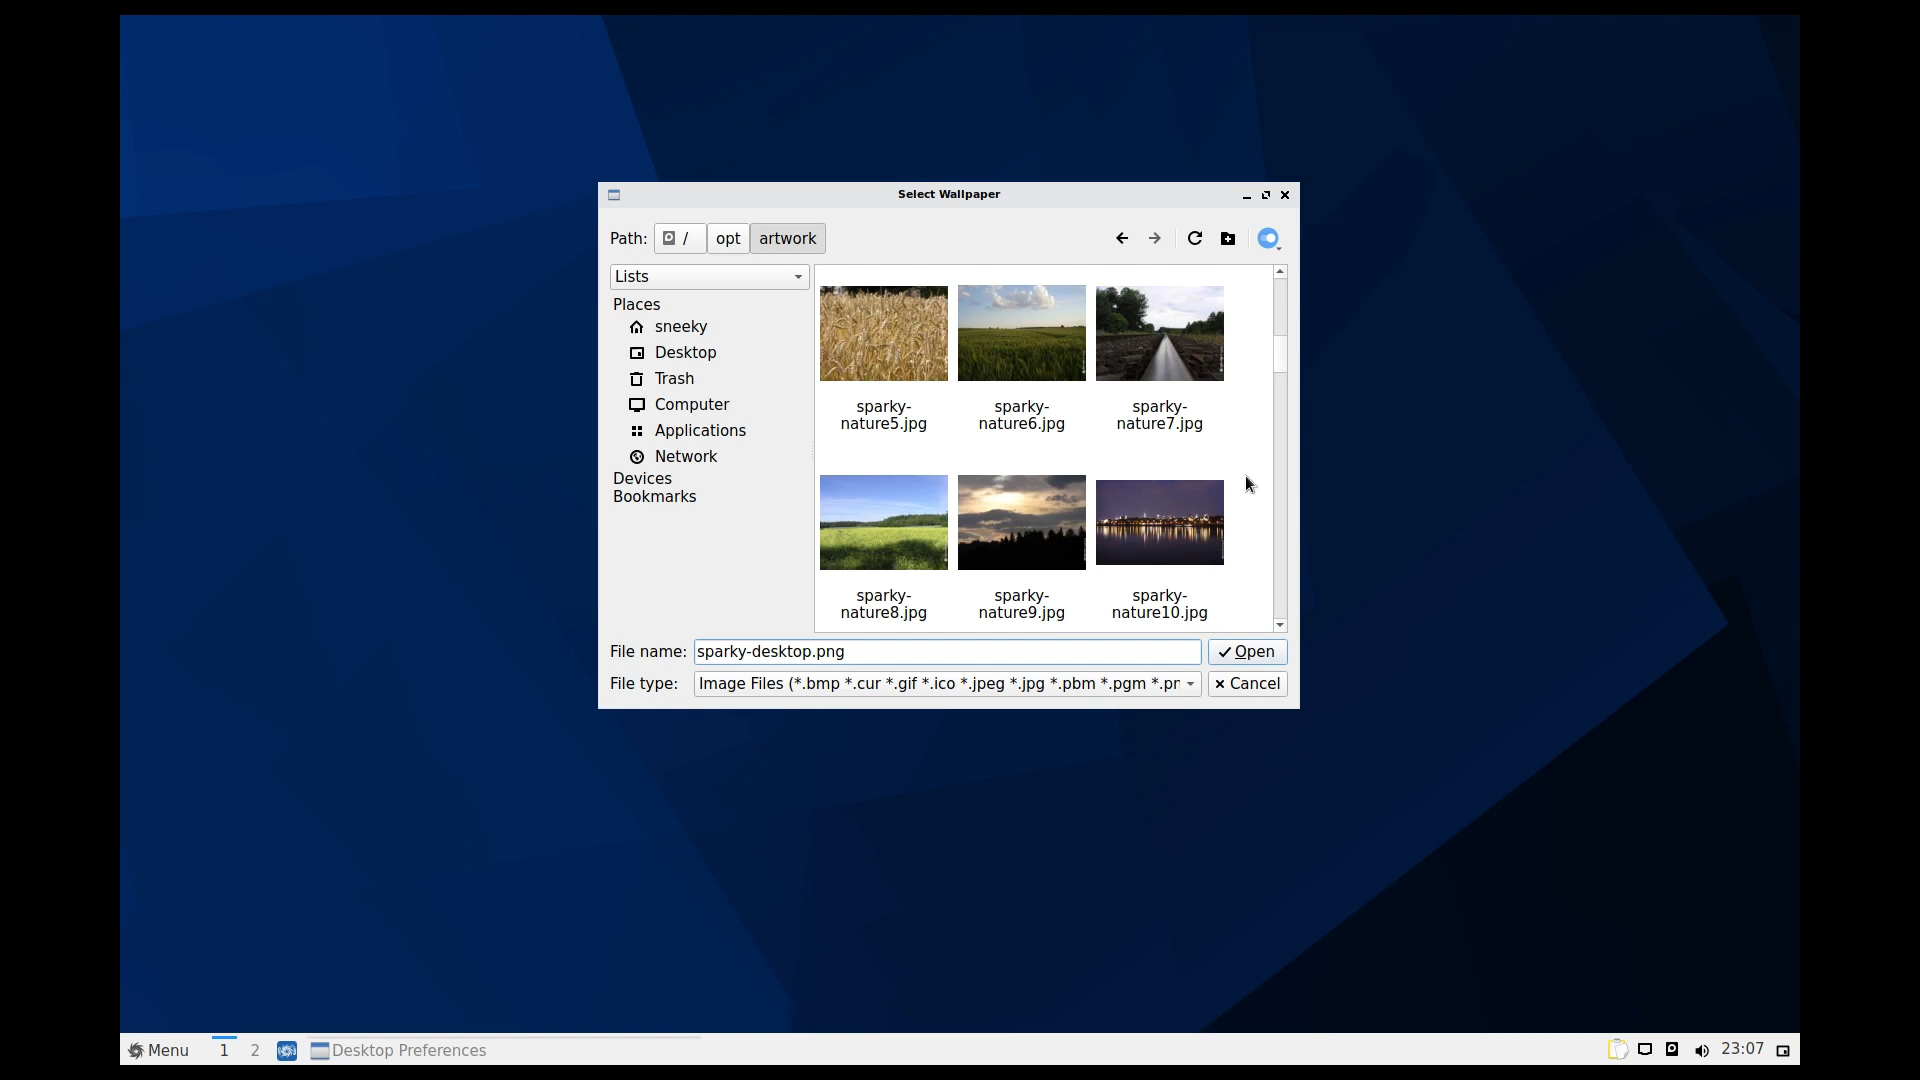 Select Wallpaper
Path: / opt artwork
Lists
Places
sneeky
Desktop
Trash
Computer
Applications
Network
Devices
Bookmarks
sparky-
nature5.jpg
sparky-
nature6.jpg
sparky-
nature7.jpg
sparky-
nature8.jpg
sparky-
nature9.jpg
sparky-
nature10.jpg
File name: sparky-desktop.png Open
File type: Image Files (*.bmp *.cur *.gif *.ico *.jpeg *.jpg *.pbm *.pgm *.pn Cancel
Menu 1 2 Desktop Preferences 23:07